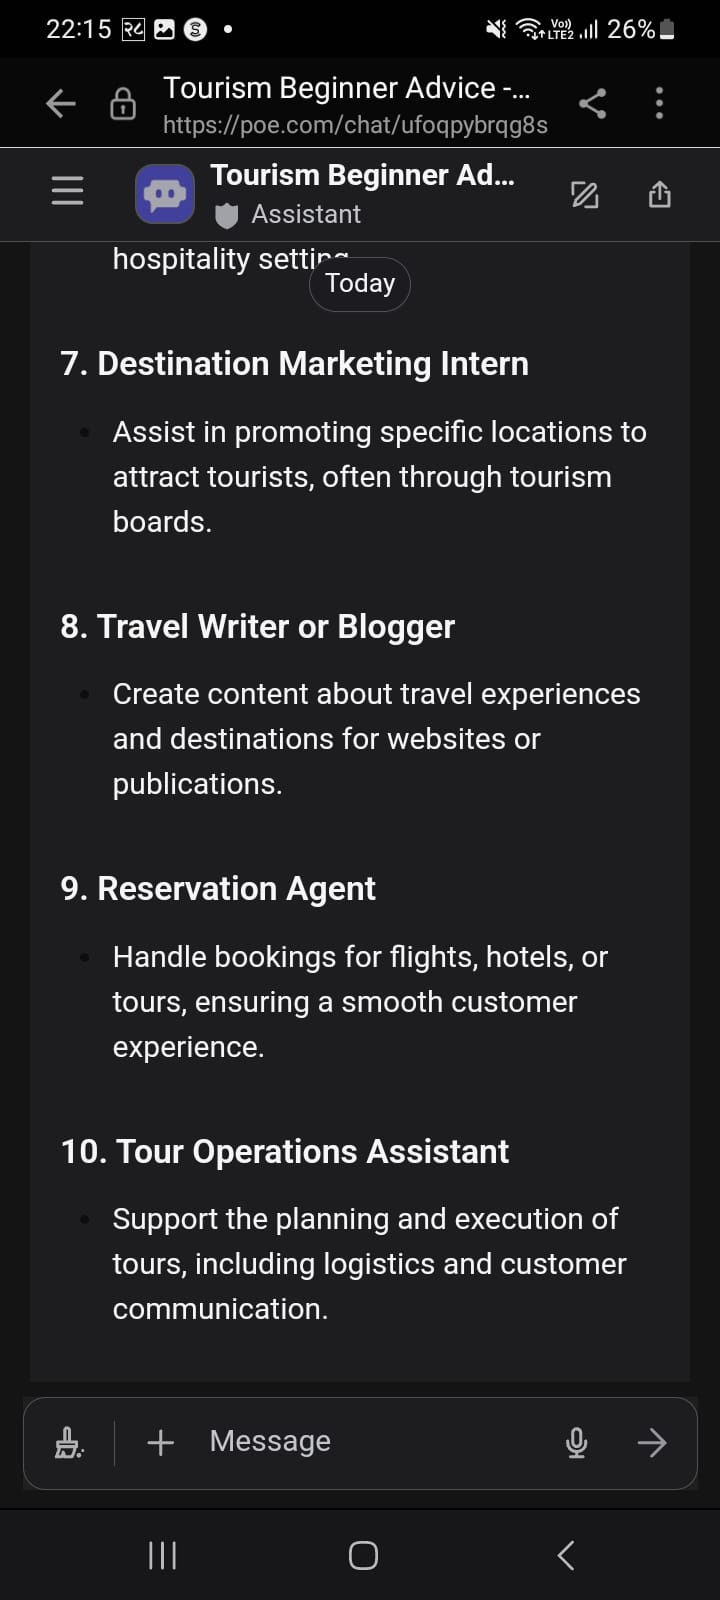 22:15 26%
Vo)) LTE2
Tourism Beginner Advice -...
https://poe.com/chat/ufoqpybrqg8s
Tourism Beginner Ad...
Assistant
hospitality setting
Today
7. Destination Marketing Intern
Assist in promoting specific locations to
attract tourists, often through tourism
boards.
8. Travel Writer or Blogger
Create content about travel experiences
and destinations for websites or
publications.
9. Reservation Agent
Handle bookings for flights, hotels, or
tours, ensuring a smooth customer
experience.
10. Tour Operations Assistant
Support the planning and execution of
tours, including logistics and customer
communication.
Message